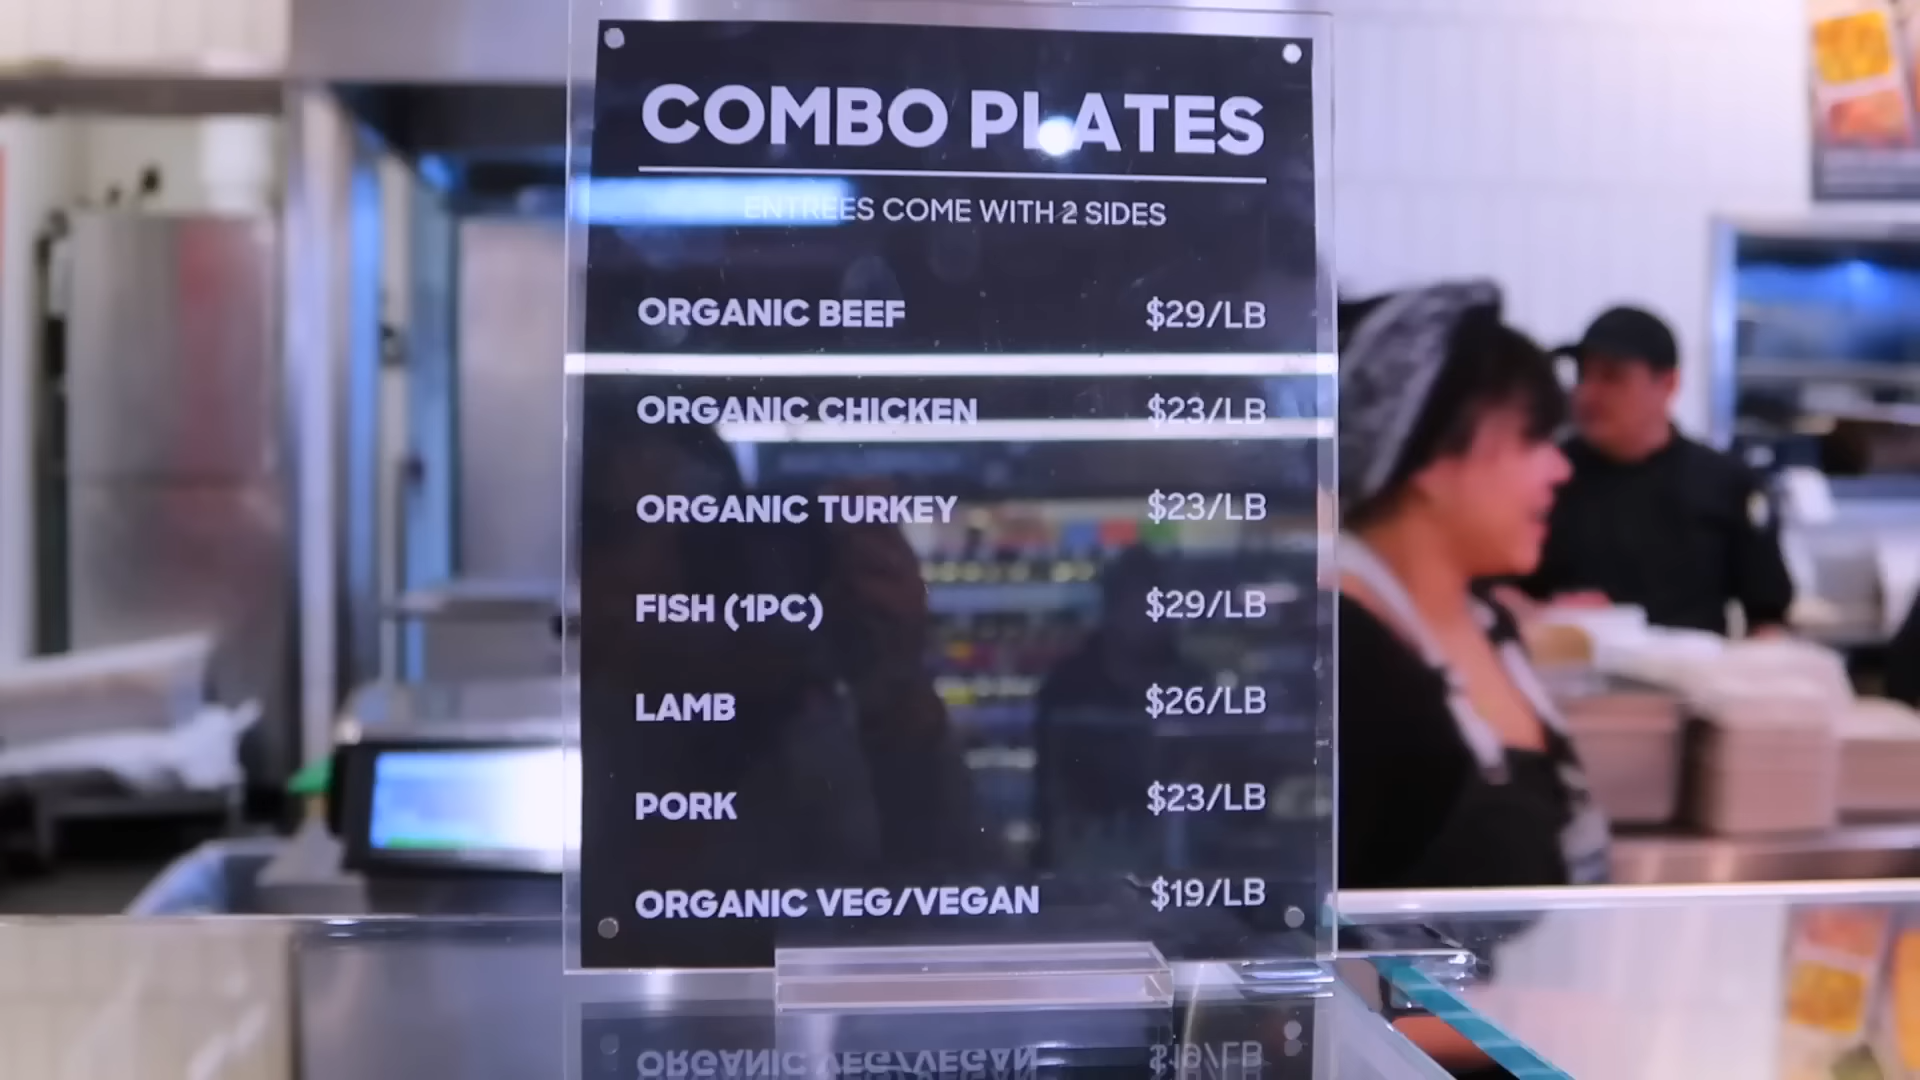 COMBO PLATES
ENTREES COME WITH 2 SIDES
ORGANIC BEEF $29/LB
ORGANIC CHICKEN $23/LB
ORGANIC TURKEY $23/LB
FISH (1PC) $29/LB
LAMB $26/LB
PORK $23/LB
ORGANIC VEG/VEGAN $19/LB